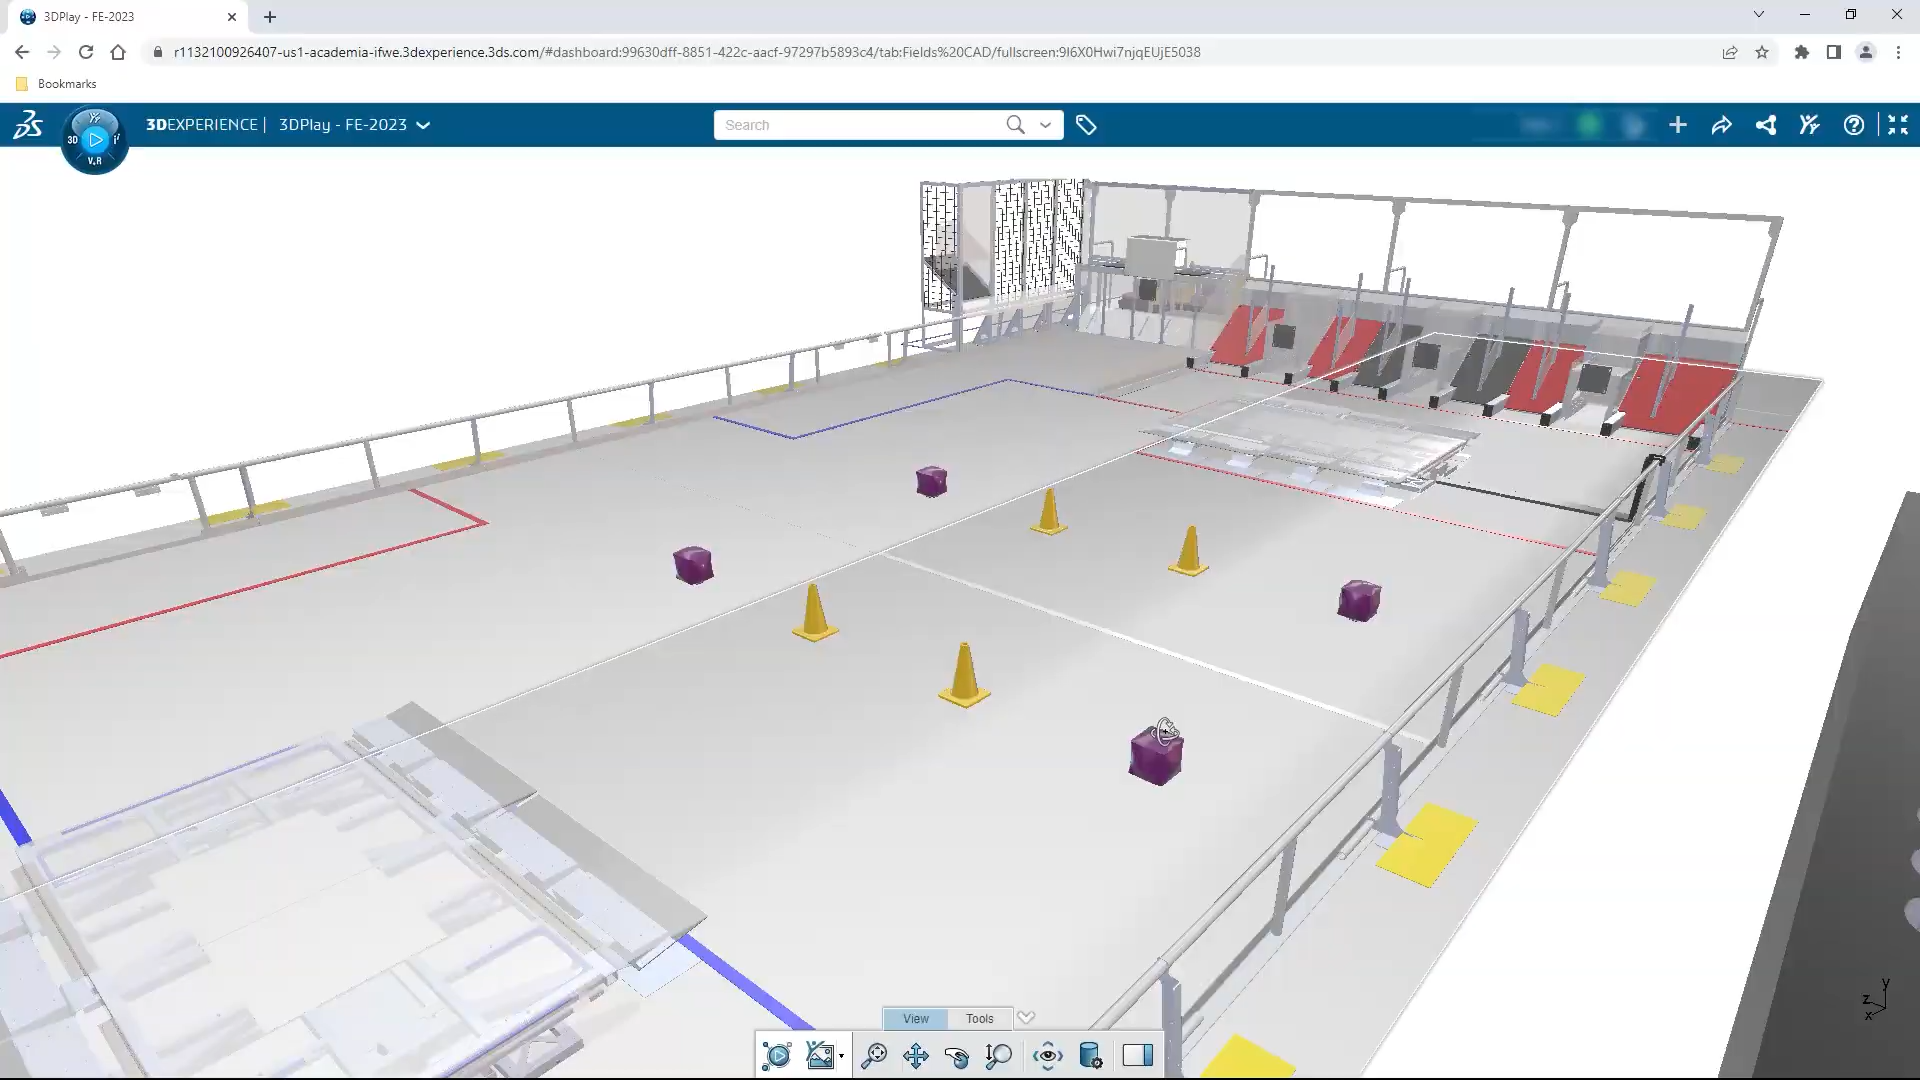 3DPlay - FE-2023
r1132100926407-us1-academia-ifwe.3dexperience.3ds.com/#dashboard:99630dff-8851-422c-aacf-97297b5893c4/tab:Fields%20CAD/fullscreen:9I6X0Hwi7njqEUjE5038
Bookmarks
3DEXPERIENCE | 3DPlay - FE-2023
Search
3D
V.R
View Tools
y
z
x